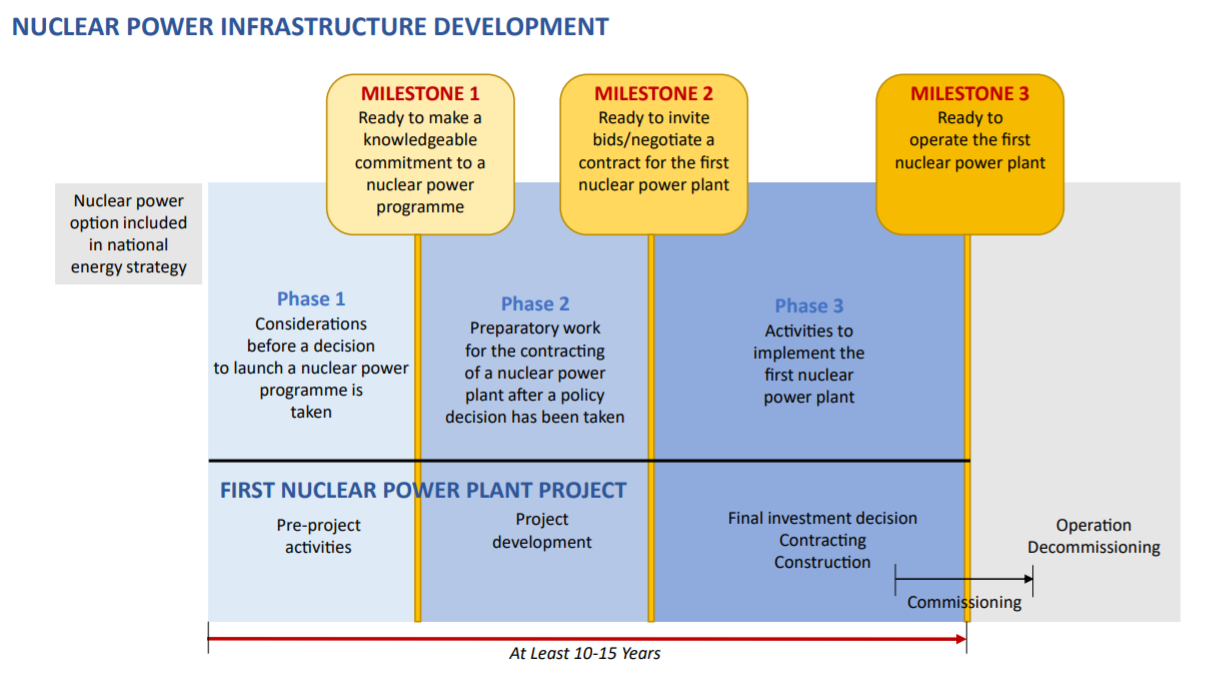 NUCLEAR POWER INFRASTRUCTURE DEVELOPMENT
MILESTONE 1
Ready to make a
knowledgeable
commitment to a
nuclear power
programme
MILESTONE 2
Ready to invite
bids/negotiate a
contract for the first
nuclear power plant
MILESTONE 3
Ready to
operate the first
nuclear power plant
Nuclear power
option included
in national
energy strategy
Phase 1
Considerations
before a decision
to launch a nuclear power
programme is
taken
Phase 2
Preparatory work
for the contracting
of a nuclear power
plant after a policy
decision has been taken
Phase 3
Activities to
implement the
first nuclear
power plant
FIRST NUCLEAR POWER PLANT PROJECT
Pre-project
activities
Project
development
Final investment decision
Contracting
Construction
Commissioning
Operation
Decommissioning
At Least 10-15 Years